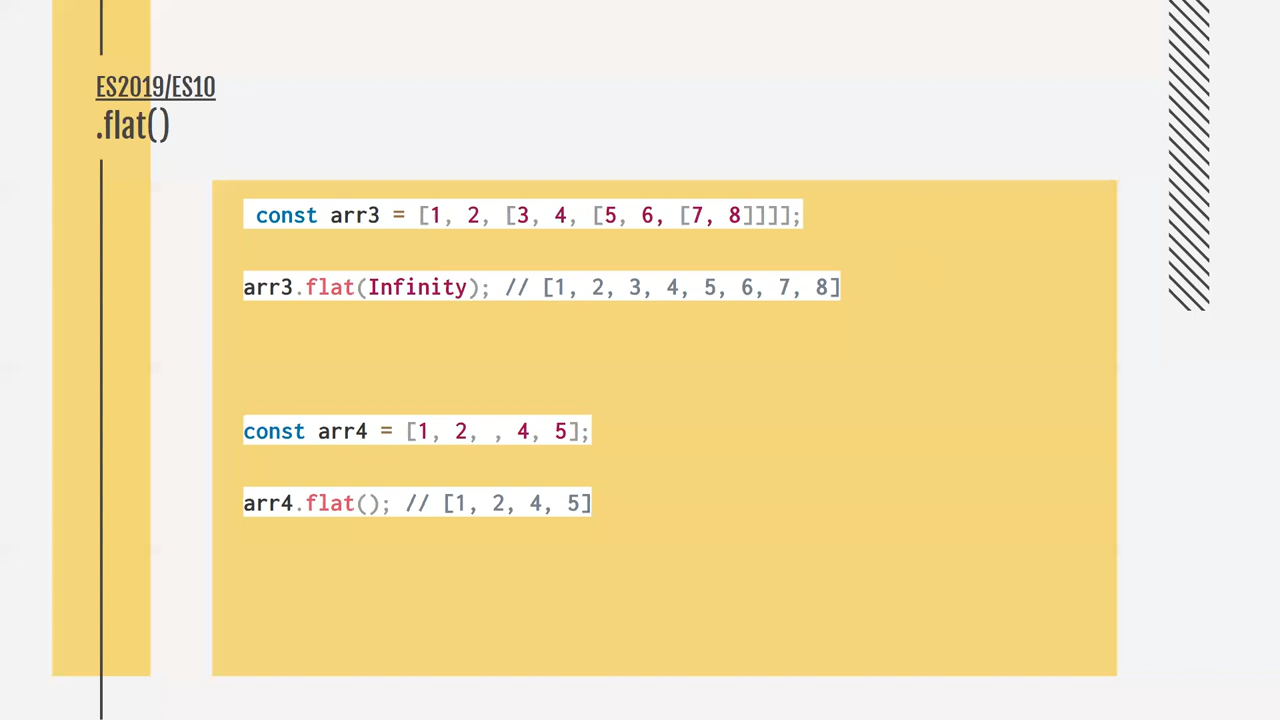 ES2019/ES10
.flat()
const arr3 = [1, 2, [3, 4, [5, 6, [7, 8]]]];
arr3.flat(Infinity); // [1, 2, 3, 4, 5, 6, 7, 8]
const arr4 = [1, 2, , 4, 5];
arr4.flat(); // [1, 2, 4, 5]